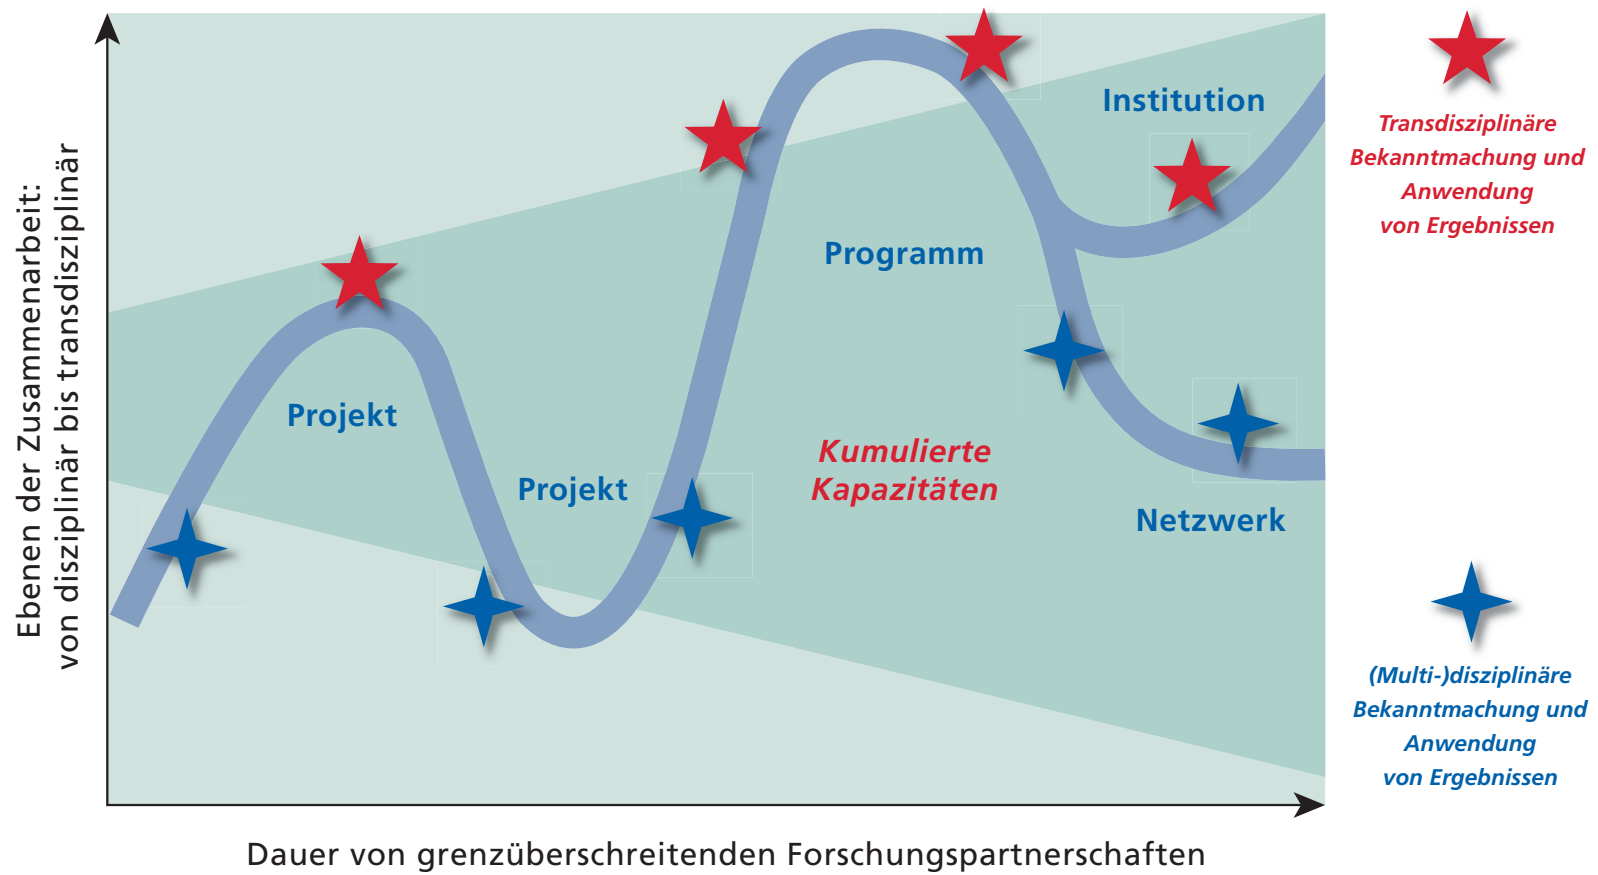 Ebenen der Zusammenarbeit:
von disziplinär bis transdisziplinär
Projekt
Projekt
Programm
Kumulierte
Kapazitäten
Institution
Netzwerk
Dauer von grenzüberschreitenden Forschungspartnerschaften
Transdisziplinäre
Bekanntmachung und
Anwendung
von Ergebnissen
(Multi-)disziplinäre
Bekanntmachung und
Anwendung
von Ergebnissen